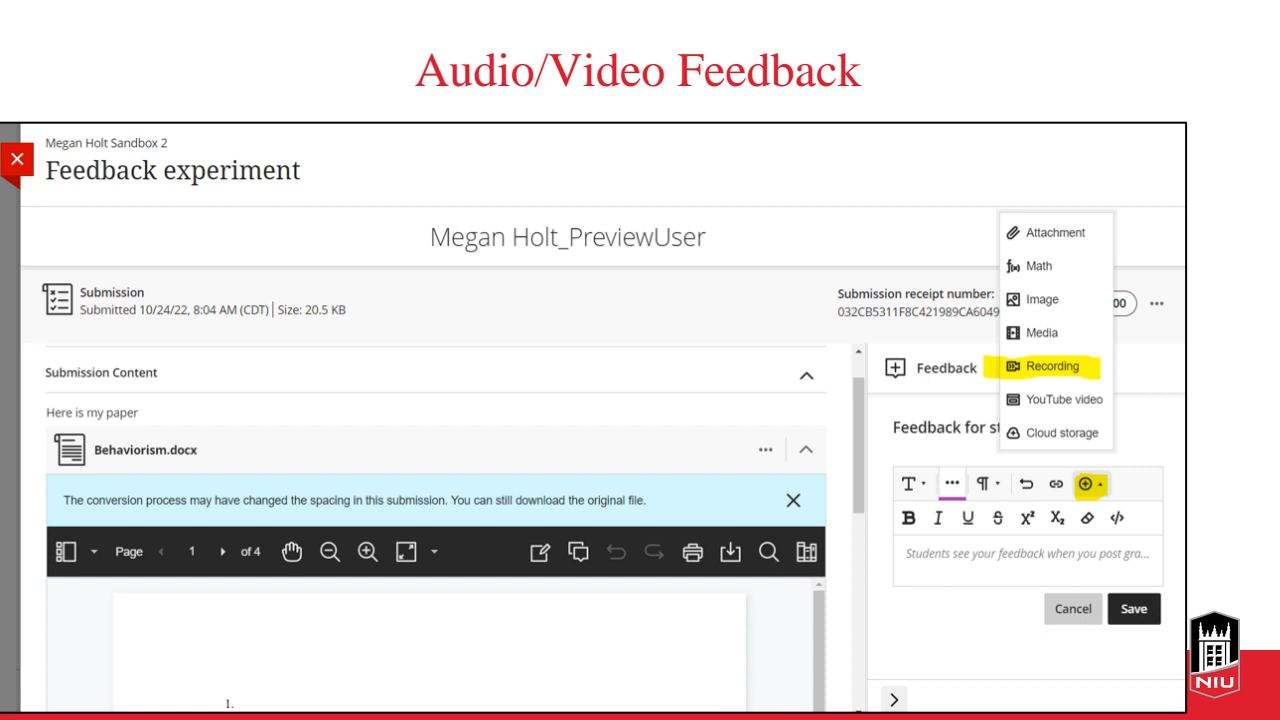 Audio/Video Feedback
Megan Holt Sandbox 2
Feedback experiment
Megan Holt_PreviewUser
Attachment
Math
Image
Media
Recording
YouTube video
Cloud storage
Submission
Submitted 10/24/22, 8:04 AM (CDT) | Size: 20.5 KB
Submission receipt number:
032CB5311F8C421989CA6049
00
Submission Content
Feedback
Here is my paper
Feedback for st
Behaviorism.docx
The conversion process may have changed the spacing in this submission. You can still download the original file.
Page 1 of 4
Students see your feedback when you post gra...
Cancel
Save
1.
NIU